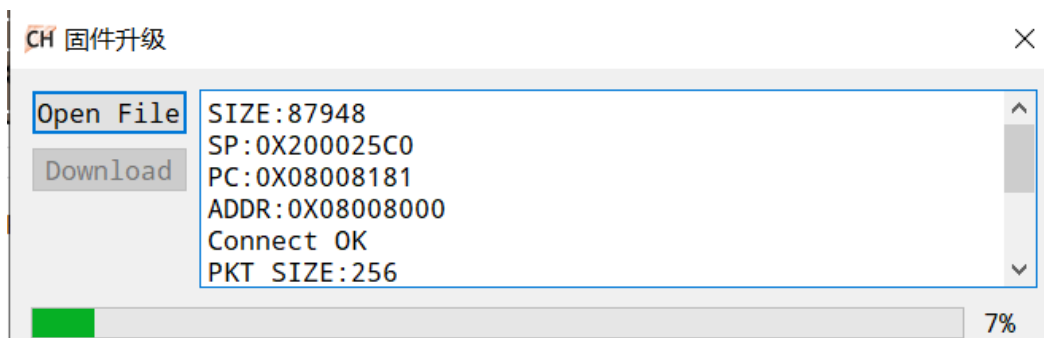 CH 固件升级
Open File
Download
SIZE:87948
SP:0X200025C0
PC:0X08008181
ADDR:0X08008000
Connect OK
PKT SIZE:256
7%